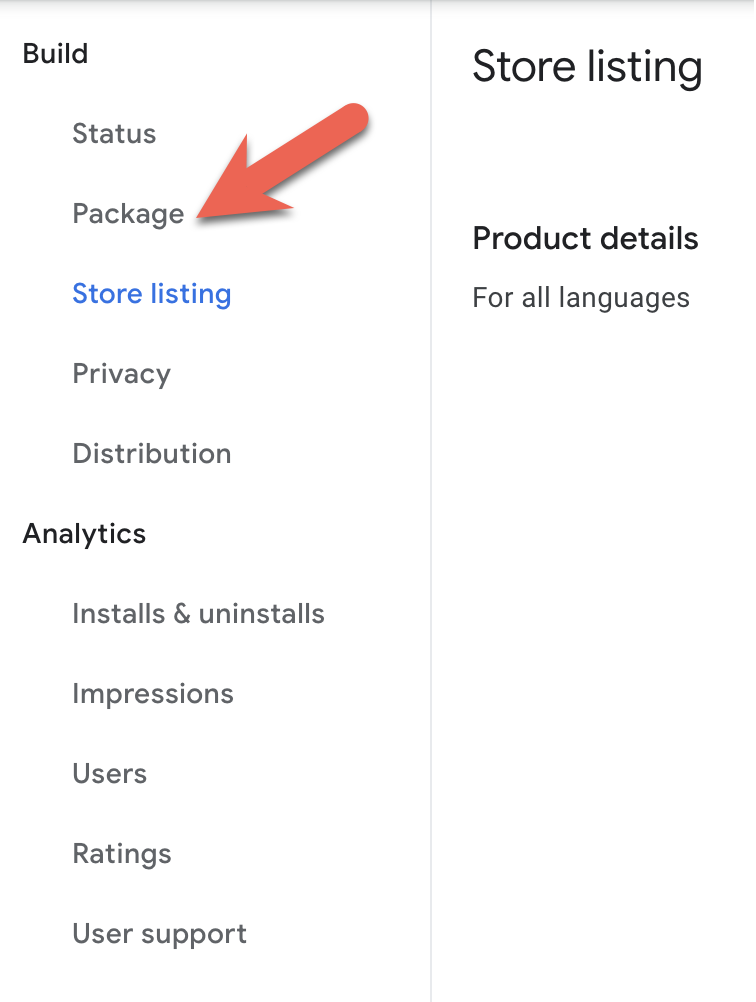 Build
Status
Package
Store listing
Privacy
Distribution
Analytics
Installs & uninstalls
Impressions
Users
Ratings
User support
Store listing
Product details
For all languages